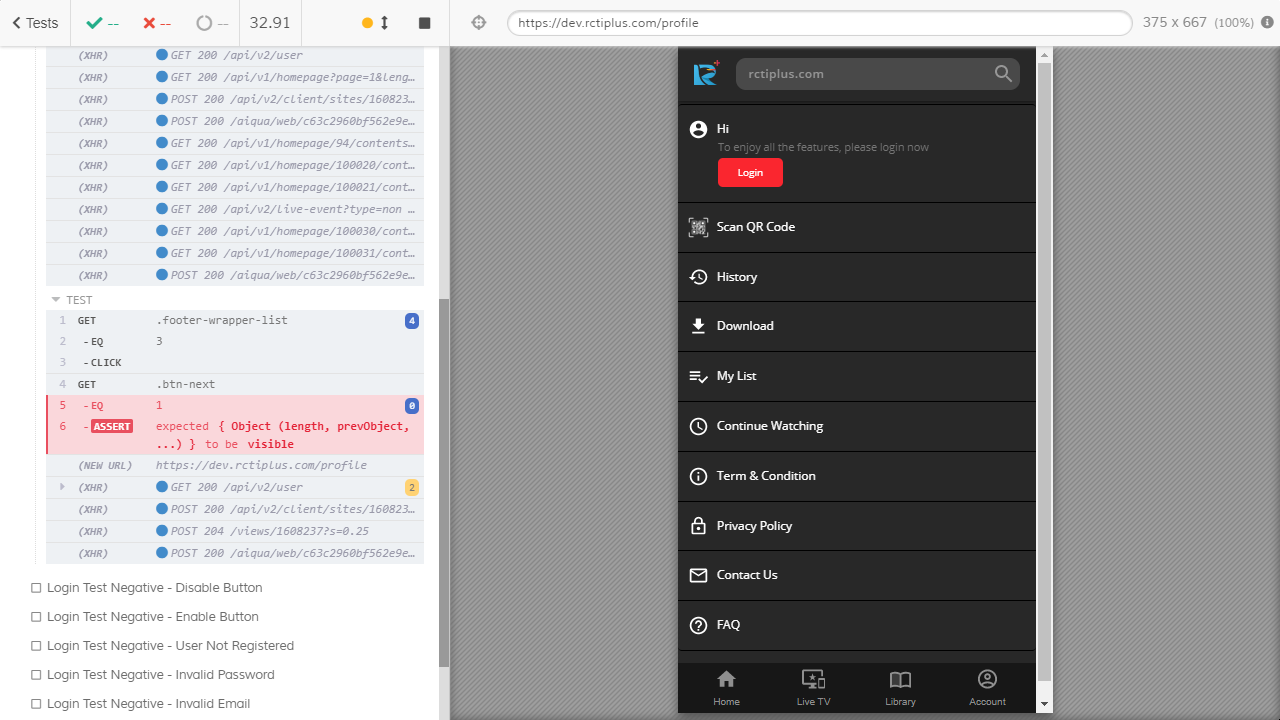 Tests
--
--
--
32.91
https://dev.rctiplus.com/profile
375 x 667 (100%)
(XHR) GET 200 /api/v2/user
(XHR) GET 200 /api/v1/homepage?page=1&leng…
(XHR) POST 200 /api/v2/client/sites/160823…
(XHR) POST 200 /aiqua/web/c63c2960bf562e9e…
(XHR) GET 200 /api/v1/homepage/94/contents…
(XHR) GET 200 /api/v1/homepage/100020/cont…
(XHR) GET 200 /api/v1/homepage/100021/cont…
(XHR) GET 200 /api/v2/live-event?type=non …
(XHR) GET 200 /api/v1/homepage/100030/cont…
(XHR) GET 200 /api/v1/homepage/100031/cont…
(XHR) POST 200 /aiqua/web/c63c2960bf562e9e…
TEST
1 GET .footer-wrapper-list 4
2 -EQ 3
3 -CLICK
4 GET .btn-next
5 -EQ 1 0
6 -ASSERT expected { Object (length, prevObject,
...) } to be visible
(NEW URL) https://dev.rctiplus.com/profile
(XHR) GET 200 /api/v2/user 2
(XHR) POST 200 /api/v2/client/sites/160823…
(XHR) POST 204 /views/1608237?s=0.25
(XHR) POST 200 /aiqua/web/c63c2960bf562e9e…
Login Test Negative - Disable Button
Login Test Negative - Enable Button
Login Test Negative - User Not Registered
Login Test Negative - Invalid Password
Login Test Negative - Invalid Email
rctiplus.com
Hi
To enjoy all the features, please login now
Login
Scan QR Code
History
Download
My List
Continue Watching
Term & Condition
Privacy Policy
Contact Us
FAQ
Home
Live TV
Library
Account